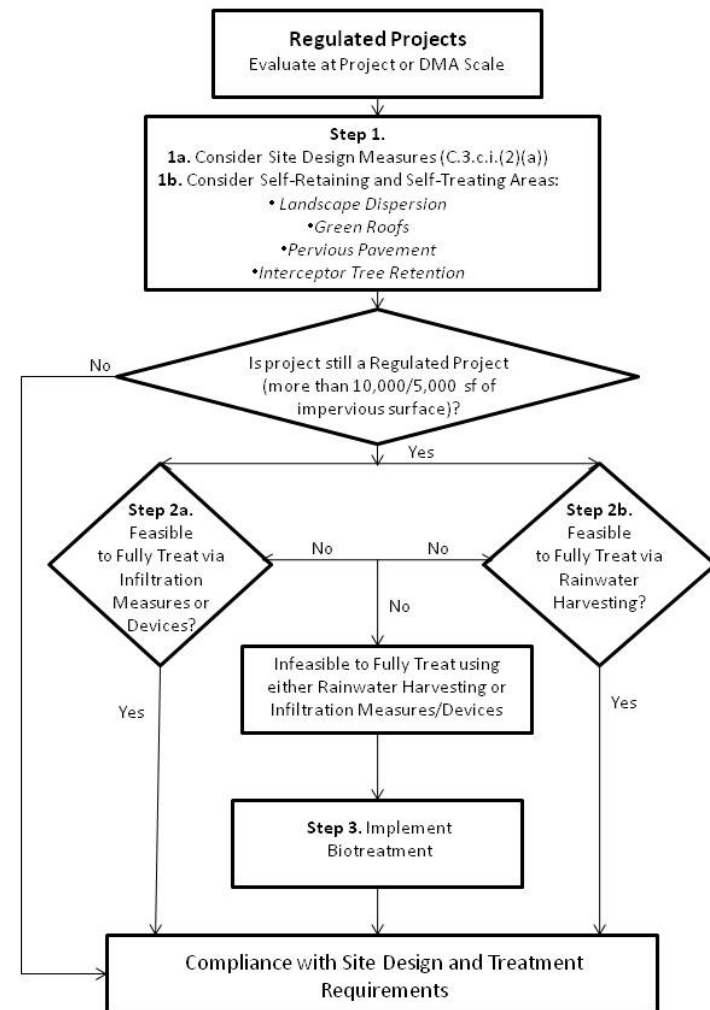 Regulated Projects
Evaluate at Project or DMA Scale
Step 1.
1a. Consider Site Design Measures (C.3.c.i.(2)(a))
1b. Consider Self-Retaining and Self-Treating Areas:
•Landscape Dispersion
•Green Roofs
•Pervious Pavement
•Interceptor Tree Retention
No
Is project still a Regulated Project
(more than 10,000/5,000 sf of
impervious surface)?
Yes
Step 2a.
Feasible
to Fully Treat via
Infiltration
Measures or
Devices?
No
No
Step 2b.
Feasible
to Fully Treat via
Rainwater
Harvesting?
No
Infeasible to Fully Treat using
either Rainwater Harvesting or
Infiltration Measures/Devices
Yes
Yes
Step 3. Implement
Biotreatment
Compliance with Site Design and Treatment
Requirements